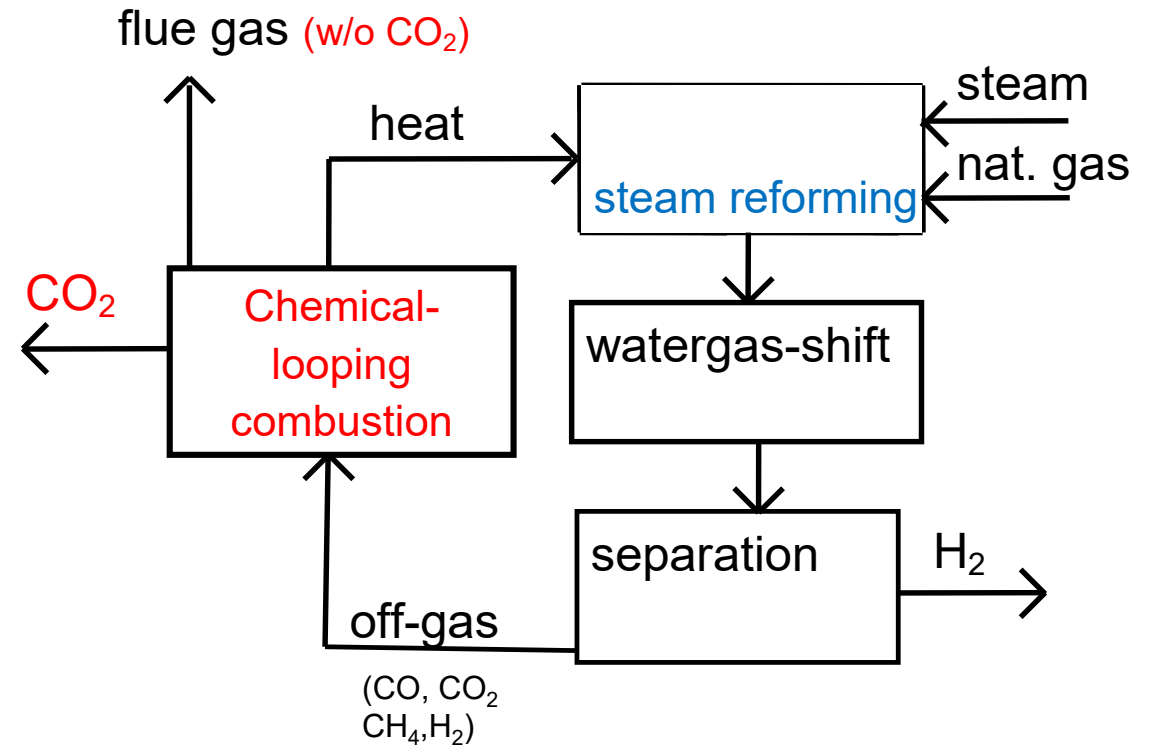 flue gas (w/o CO₂)
steam
heat
nat. gas
steam reforming
CO₂
Chemical-
looping
combustion
watergas-shift
separation
H₂
off-gas
(CO, CO₂
CH₄,H₂)